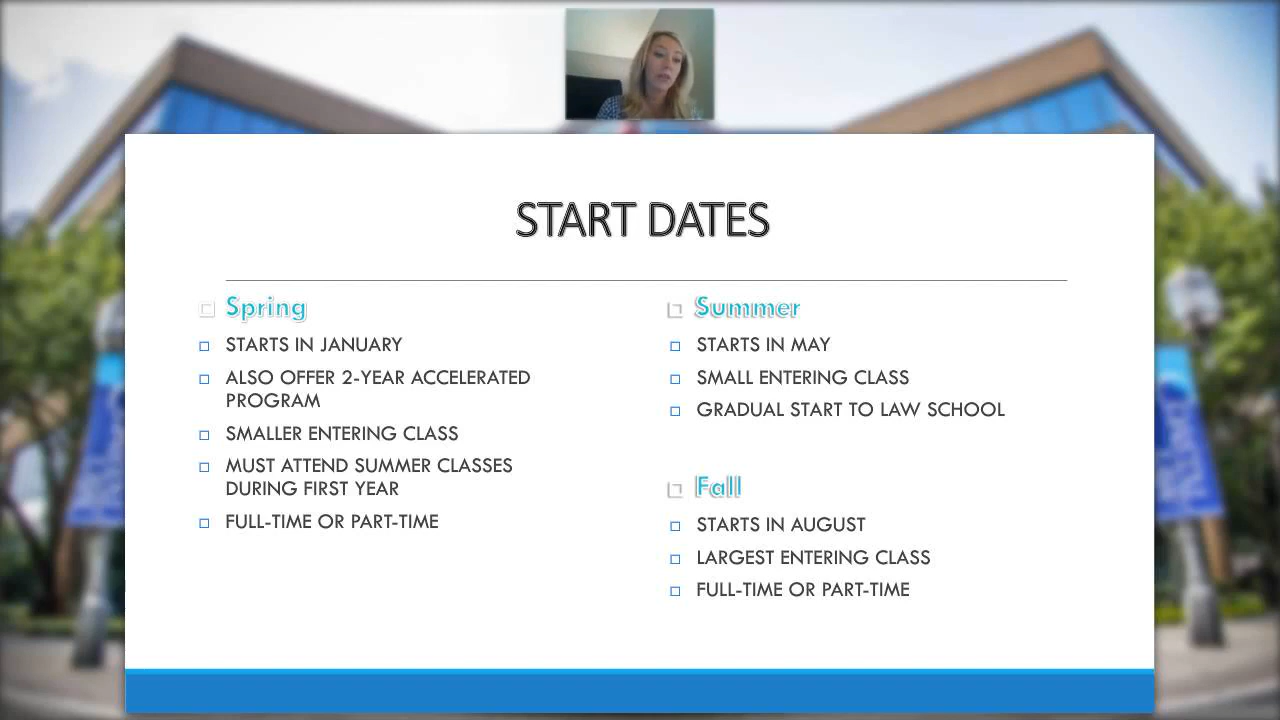 START DATES
Spring
STARTS IN JANUARY
ALSO OFFER 2-YEAR ACCELERATED
PROGRAM
SMALLER ENTERING CLASS
MUST ATTEND SUMMER CLASSES
DURING FIRST YEAR
FULL-TIME OR PART-TIME
Summer
STARTS IN MAY
SMALL ENTERING CLASS
GRADUAL START TO LAW SCHOOL
Fall
STARTS IN AUGUST
LARGEST ENTERING CLASS
FULL-TIME OR PART-TIME